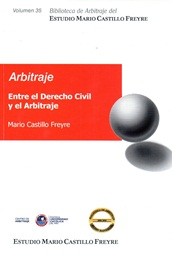 Volumen 35
Biblioteca de Arbitraje del
ESTUDIO MARIO CASTILLO FREYRE
Arbitraje
Entre el Derecho Civil
y el Arbitraje
Mario Castillo Freyre
ESTUDIO MARIO CASTILLO FREYRE